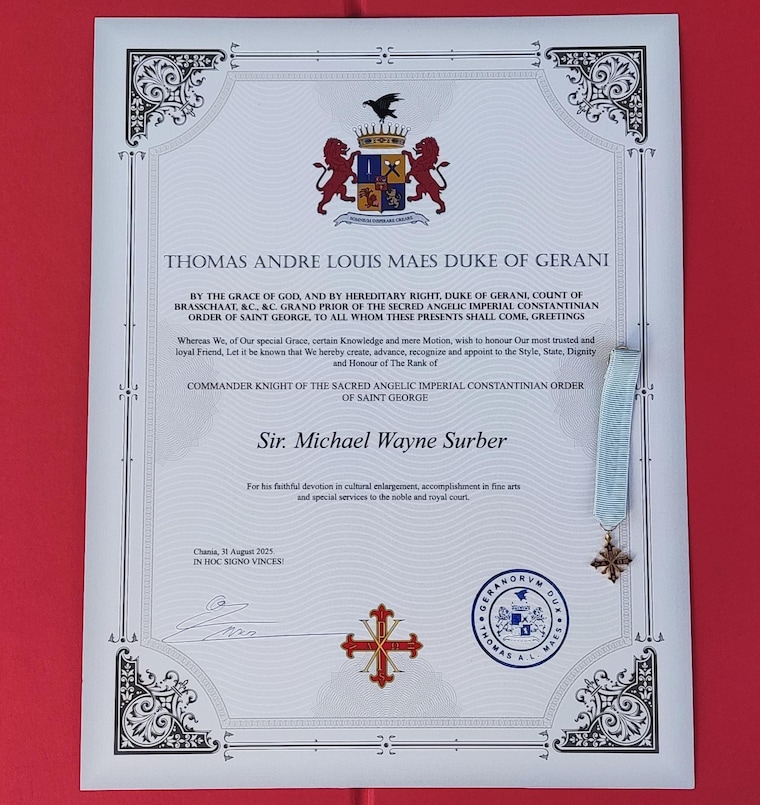 SOMNIUM INSPIRARE CREARE
THOMAS ANDRE LOUIS MAES DUKE OF GERANI
BY THE GRACE OF GOD, AND BY HEREDITARY RIGHT, DUKE OF GERANI, COUNT OF
BRASSCHAAT, &C., &C. GRAND PRIOR OF THE SECRED ANGELIC IMPERIAL CONSTANTINIAN
ORDER OF SAINT GEORGE, TO ALL WHOM THESE PRESENTS SHALL COME, GREETINGS
Whereas We, of Our special Grace, certain Knowledge and mere Motion, wish to honour Our most trusted and
loyal Friend, Let it be known that We hereby create, advance, recognize and appoint to the Style, State, Dignity
and Honour of The Rank of
COMMANDER KNIGHT OF THE SACRED ANGELIC IMPERIAL CONSTANTINIAN ORDER
OF SAINT GEORGE
Sir. Michael Wayne Surber
For his faithful devotion in cultural enlargement, accomplishment in fine arts
and special services to the noble and royal court.
Chania, 31 August 2025.
IN HOC SIGNO VINCES!
GERANORVM DUX
THOMAS A.L. MAES